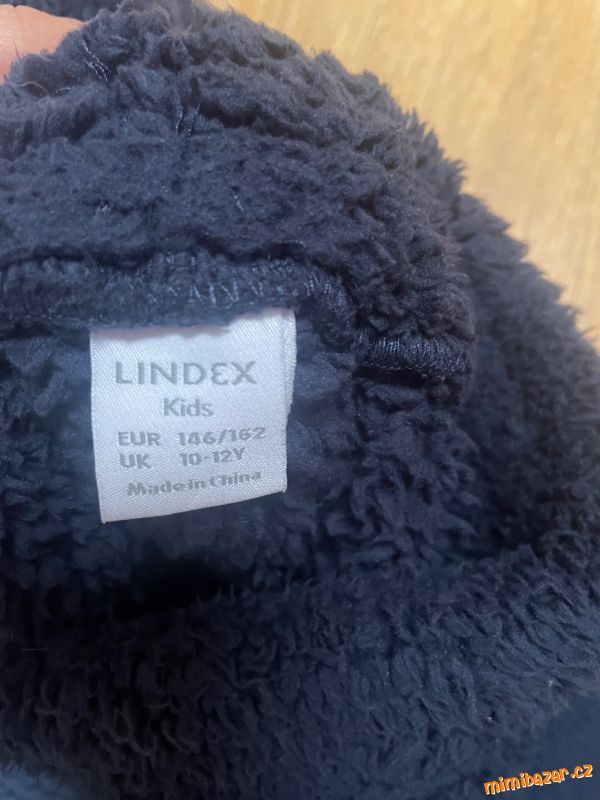 LINDEX
Kids
EUR 146/162
UK 10-12Y
Made in China
mimibazar.cz